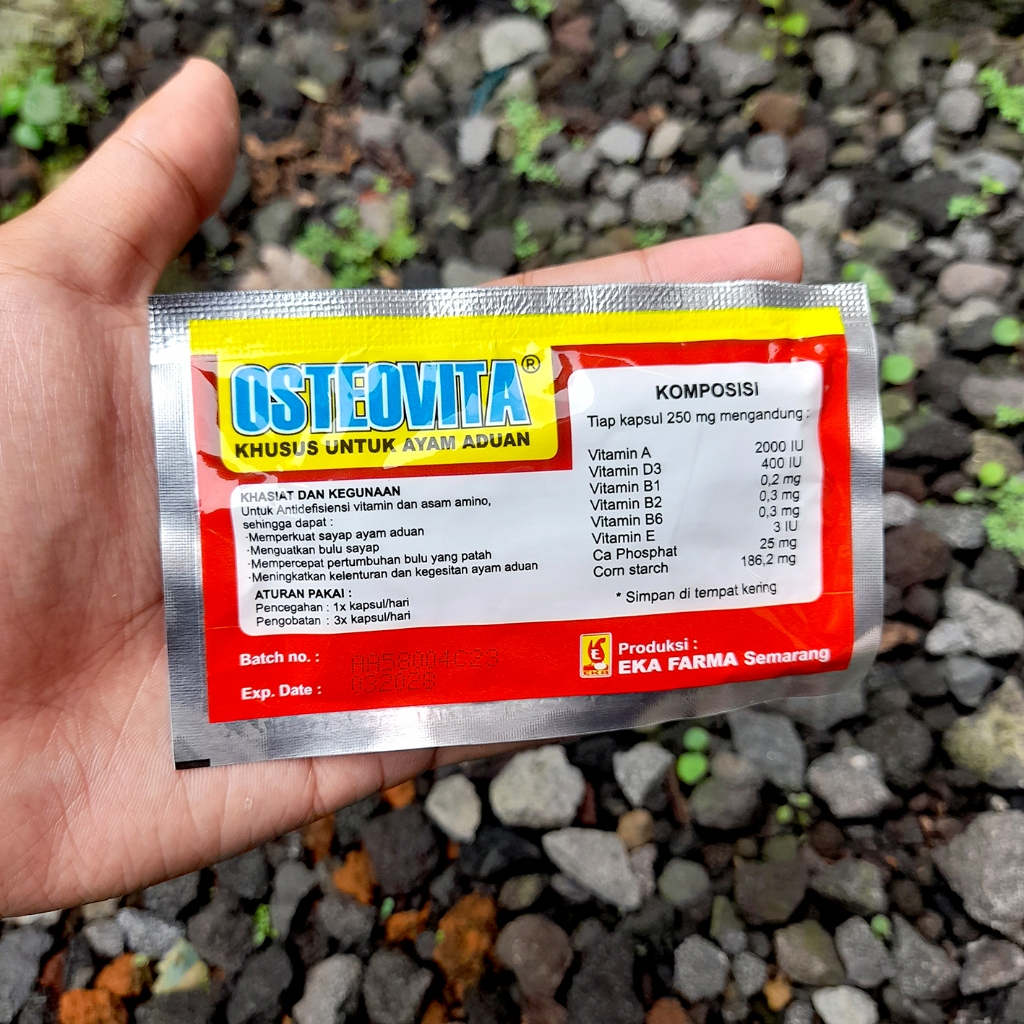 OSTEOVITA®
KHUSUS UNTUK AYAM ADUAN
KHASIAT DAN KEGUNAAN
Untuk Antidefisiensi vitamin dan asam amino,
sehingga dapat :
·Memperkuat sayap ayam aduan
·Menguatkan bulu sayap
·Mempercepat pertumbuhan bulu yang patah
·Meningkatkan kelenturan dan kegesitan ayam aduan
ATURAN PAKAI :
Pencegahan : 1x kapsul/hari
Pengobatan : 3x kapsul/hari
Batch no. :
Exp. Date : 032028
KOMPOSISI
Tiap kapsul 250 mg mengandung :
Vitamin A 2000 IU
Vitamin D3 400 IU
Vitamin B1 0,2 mg
Vitamin B2 0,3 mg
Vitamin B6 0,3 mg
Vitamin E 3 IU
Ca Phosphat 25 mg
Corn starch 186,2 mg
* Simpan di tempat kering
EKA
Produksi :
EKA FARMA Semarang